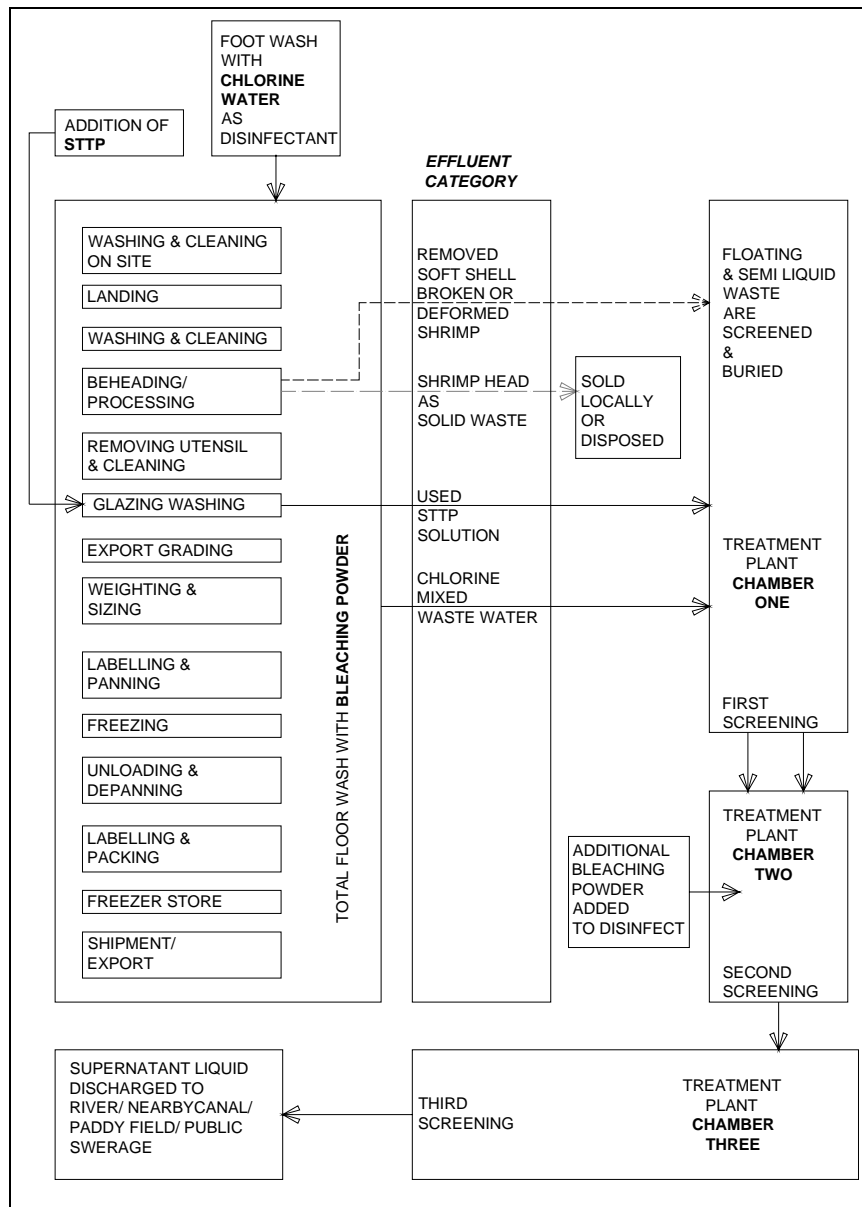 FOOT WASH
WITH
CHLORINE
WATER
AS
DISINFECTANT
ADDITION OF
STTP
EFFLUENT
CATEGORY
WASHING & CLEANING
ON SITE
LANDING
WASHING & CLEANING
BEHEADING/
PROCESSING
REMOVING UTENSIL
& CLEANING
GLAZING WASHING
EXPORT GRADING
WEIGHTING &
SIZING
LABELLING &
PANNING
FREEZING
UNLOADING &
DEPANNING
LABELLING &
PACKING
FREEZER STORE
SHIPMENT/
EXPORT
TOTAL FLOOR WASH WITH BLEACHING POWDER
REMOVED
SOFT SHELL
BROKEN OR
DEFORMED
SHRIMP
SHRIMP HEAD
AS
SOLID WASTE
USED
STTP
SOLUTION
CHLORINE
MIXED
WASTE WATER
SOLD
LOCALLY
OR
DISPOSED
FLOATING
& SEMI LIQUID
WASTE
ARE
SCREENED
&
BURIED
TREATMENT
PLANT
CHAMBER
ONE
FIRST
SCREENING
TREATMENT
PLANT
CHAMBER
TWO
ADDITIONAL
BLEACHING
POWDER
ADDED
TO DISINFECT
SECOND
SCREENING
TREATMENT
PLANT
CHAMBER
THREE
THIRD
SCREENING
SUPERNATANT LIQUID
DISCHARGED TO
RIVER/ NEARBYCANAL/
PADDY FIELD/ PUBLIC
SWERAGE